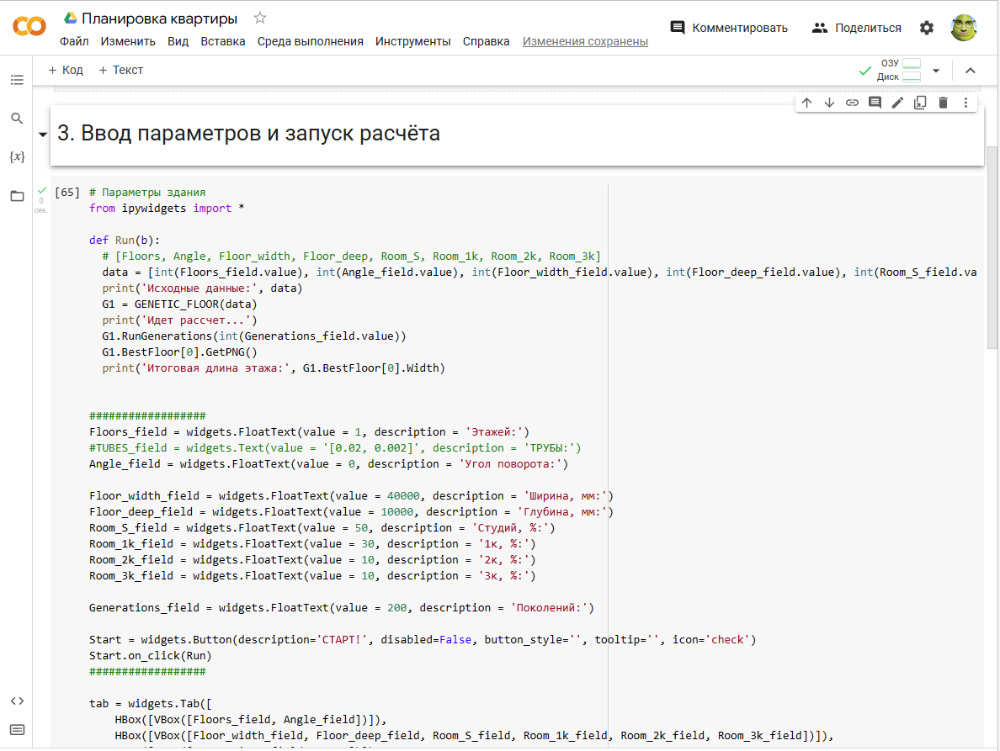 Планировка квартиры
Файл Изменить Вид Вставка Среда выполнения Инструменты Справка Изменения сохранены
Комментировать Поделиться
+ Код + Текст
ОЗУ
Диск
3. Ввод параметров и запуск расчёта
{x}
0
сек.
[65] # Параметры здания
from ipywidgets import *
def Run(b):
# [Floors, Angle, Floor_width, Floor_deep, Room_S, Room_1k, Room_2k, Room_3k]
data = [int(Floors_field.value), int(Angle_field.value), int(Floor_width_field.value), int(Floor_deep_field.value), int(Room_S_field.va
print('Исходные данные:', data)
G1 = GENETIC_FLOOR(data)
print('Идет рассчет...')
G1.RunGenerations(int(Generations_field.value))
G1.BestFloor[0].GetPNG()
print('Итоговая длина этажа:', G1.BestFloor[0].Width)
##################
Floors_field = widgets.FloatText(value = 1, description = 'Этажей:')
#TUBES_field = widgets.Text(value = '[0.02, 0.002]', description = 'ТРУБЫ:')
Angle_field = widgets.FloatText(value = 0, description = 'Угол поворота:')
Floor_width_field = widgets.FloatText(value = 40000, description = 'Ширина, мм:')
Floor_deep_field = widgets.FloatText(value = 10000, description = 'Глубина, мм:')
Room_S_field = widgets.FloatText(value = 50, description = 'Студий, %:')
Room_1k_field = widgets.FloatText(value = 30, description = '1к, %:')
Room_2k_field = widgets.FloatText(value = 10, description = '2к, %:')
Room_3k_field = widgets.FloatText(value = 10, description = '3к, %:')
Generations_field = widgets.FloatText(value = 200, description = 'Поколений:')
Start = widgets.Button(description='СТАРТ!', disabled=False, button_style='', tooltip='', icon='check')
Start.on_click(Run)
##################
tab = widgets.Tab([
HBox([VBox([Floors_field, Angle_field])]),
HBox([VBox([Floor_width_field, Floor_deep_field, Room_S_field, Room_1k_field, Room_2k_field, Room_3k_field])]),